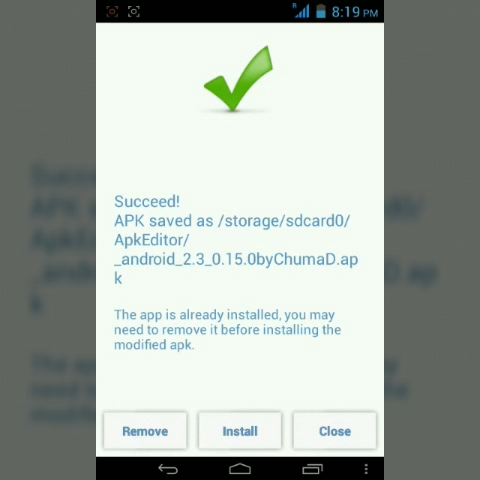 R 8:19 PM
Succeed!
APK saved as /storage/sdcard0/
ApkEditor/
_android_2.3_0.15.0byChumaD.ap
k
The app is already installed, you may
need to remove it before installing the
modified apk.
Remove Install Close